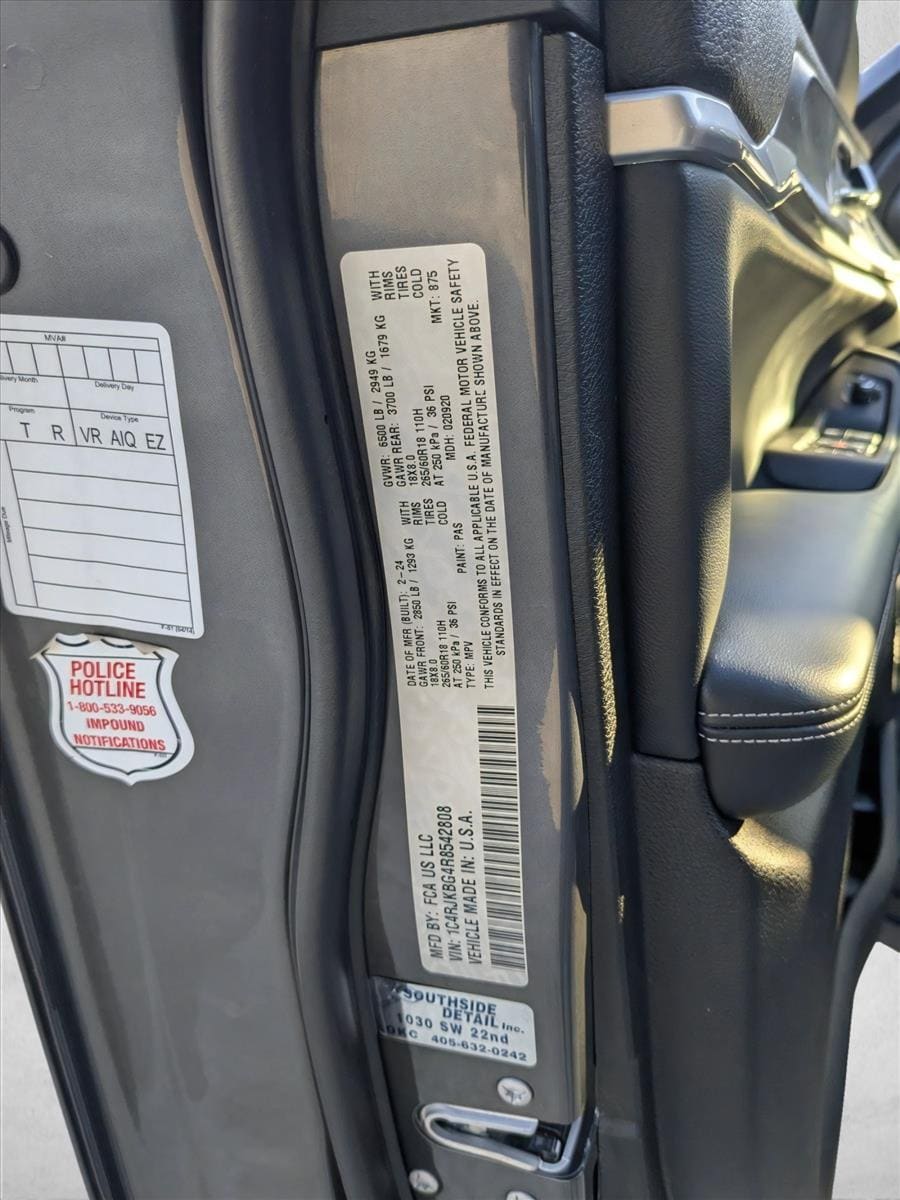 MVA#
Delivery Day
Program
Device Type
T R VR AIQ EZ
Mileage Due
POLICE
HOTLINE
1-800-533-9056
IMPOUND
NOTIFICATIONS
MFD BY: FCA US LLC
VIN: 1C4RJKBG4R8542808
VEHICLE MADE IN: U.S.A.
DATE OF MFR (BUILT): 2-24
GAWR FRONT: 2850 LB / 1293 KG WITH
18X8.0 RIMS
265/60R18 110H TIRES
AT 250 kPa / 36 PSI COLD
TYPE: MPV PAINT: PAS
GVWR: 6500 LB / 2949 KG
GAWR REAR: 3700 LB / 1679 KG WITH
18X8.0 RIMS
265/60R18 110H TIRES
AT 250 kPa / 36 PSI COLD
MDH: 020920 MKT: 875
THIS VEHICLE CONFORMS TO ALL APPLICABLE U.S.A. FEDERAL MOTOR VEHICLE SAFETY
STANDARDS IN EFFECT ON THE DATE OF MANUFACTURE SHOWN ABOVE.
SOUTHSIDE
DETAIL Inc.
1030 SW 22nd
OKC 405-632-0242